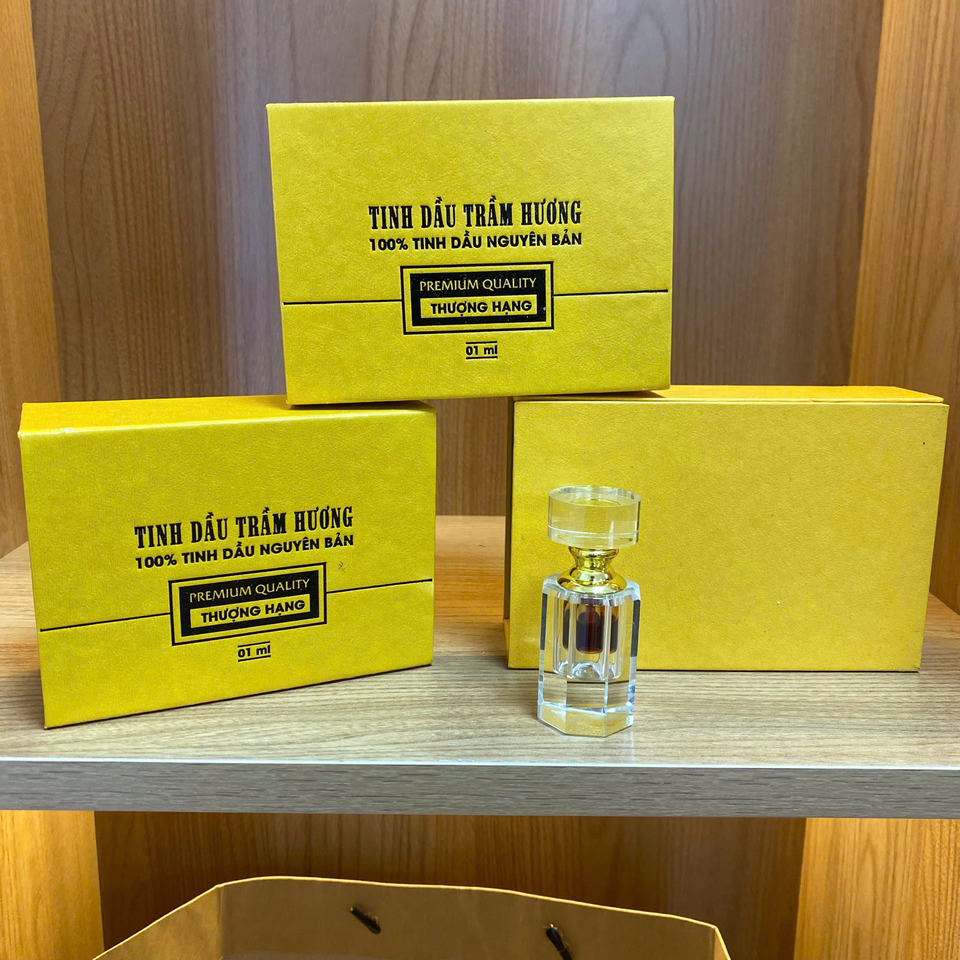 TINH DẦU TRẦM HƯƠNG
100% TINH DẦU NGUYÊN BẢN
PREMIUM QUALITY
THƯỢNG HẠNG
01 ml
TINH DẦU TRẦM HƯƠNG
100% TINH DẦU NGUYÊN BẢN
PREMIUM QUALITY
THƯỢNG HẠNG
01 ml